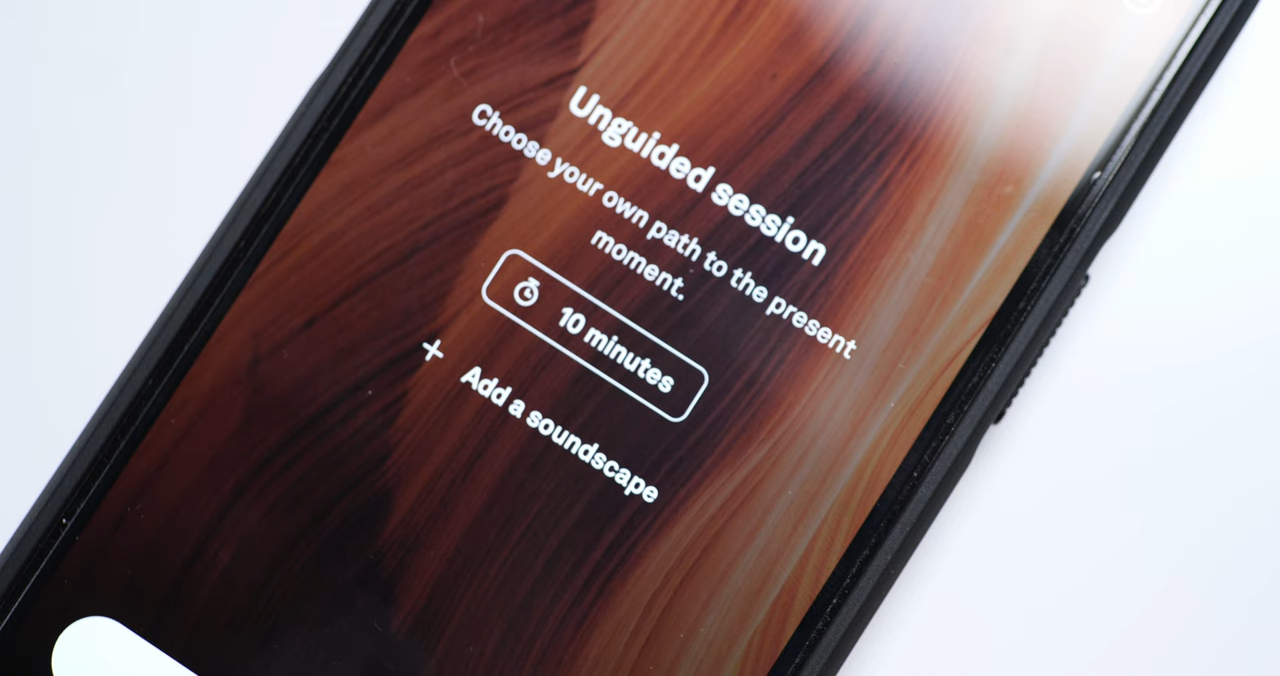 Unguided session
Choose your own path to the present
moment.
10 minutes
+ Add a soundscape